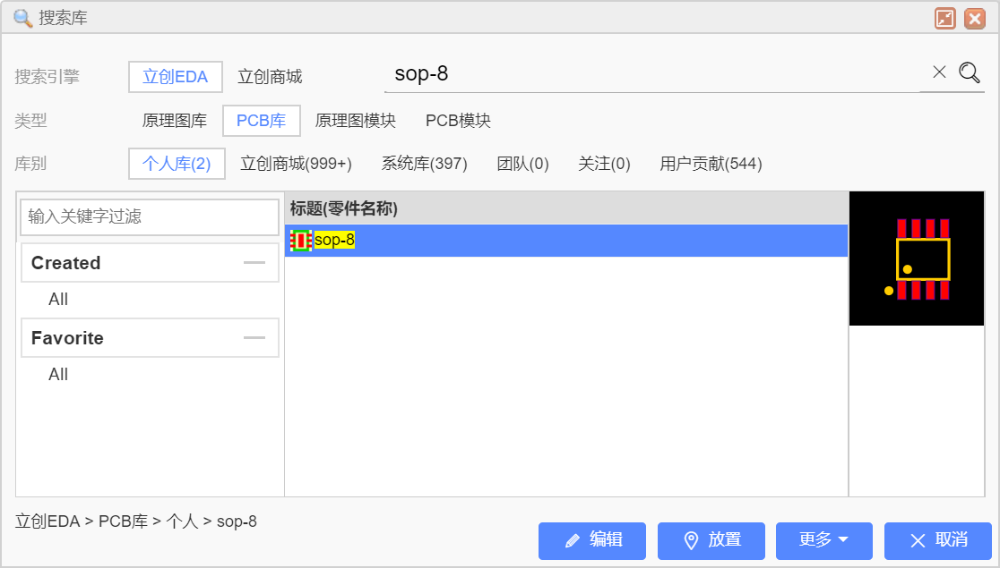 搜索库
搜索引擎 立创EDA 立创商城 sop-8
类型 原理图库 PCB库 原理图模块 PCB模块
库别 个人库(2) 立创商城(999+) 系统库(397) 团队(0) 关注(0) 用户贡献(544)
输入关键字过滤 标题(零件名称)
sop-8
Created
All
Favorite
All
立创EDA > PCB库 > 个人 > sop-8
编辑 放置 更多 取消